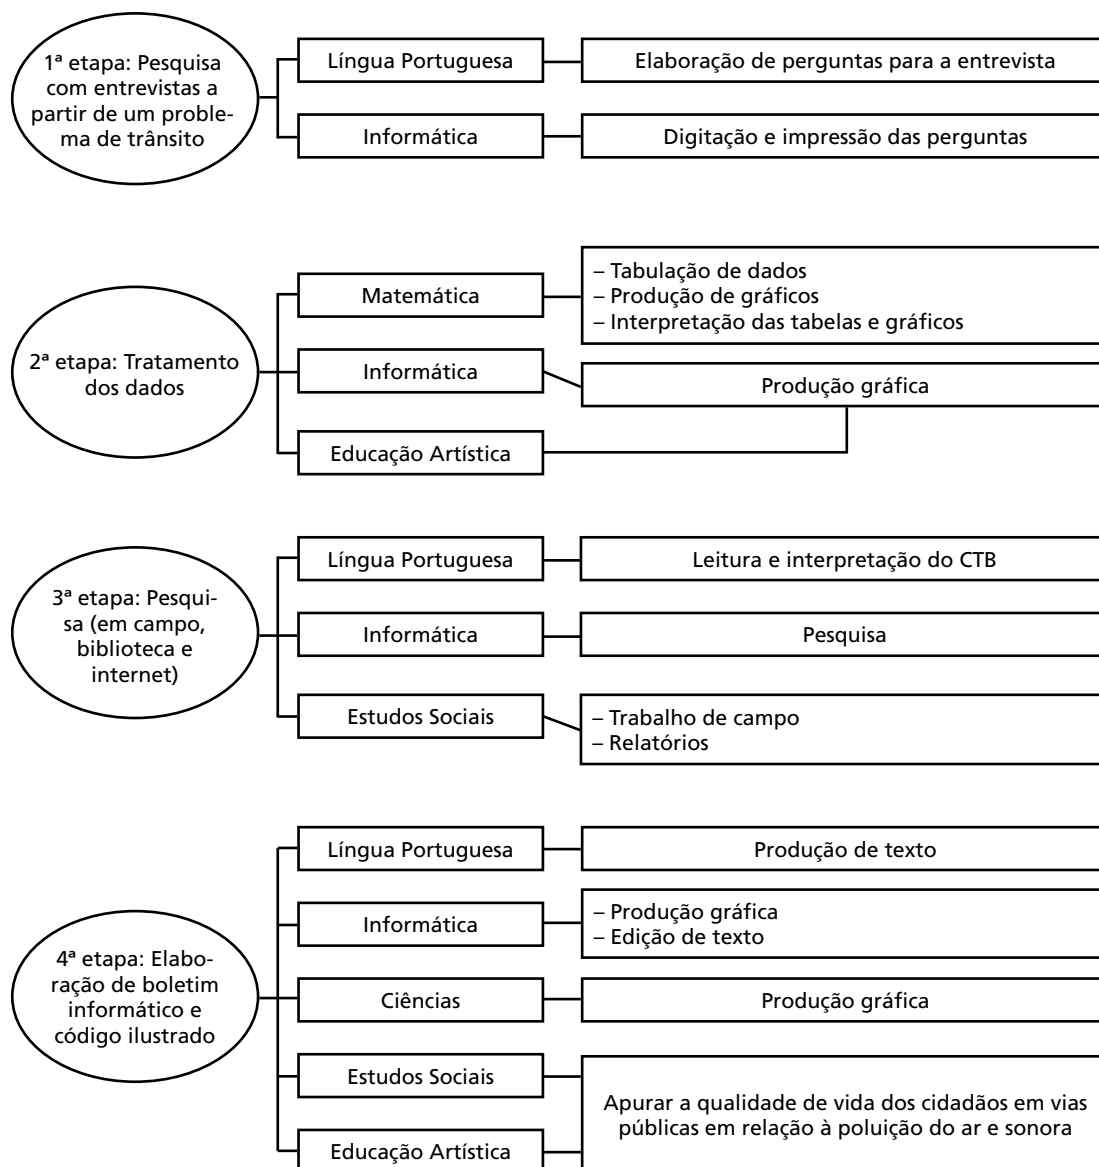 1ª etapa: Pesquisa
com entrevistas a
partir de um proble-
ma de trânsito
Língua Portuguesa
Elaboração de perguntas para a entrevista
Informática
Digitação e impressão das perguntas
2ª etapa: Tratamento
dos dados
Matemática
– Tabulação de dados
– Produção de gráficos
– Interpretação das tabelas e gráficos
Informática
Produção gráfica
Educação Artística
3ª etapa: Pesqui-
sa (em campo,
biblioteca e
internet)
Língua Portuguesa
Leitura e interpretação do CTB
Informática
Pesquisa
Estudos Sociais
– Trabalho de campo
– Relatórios
4ª etapa: Elabo-
ração de boletim
informático e
código ilustrado
Língua Portuguesa
Produção de texto
Informática
– Produção gráfica
– Edição de texto
Ciências
Produção gráfica
Estudos Sociais
Educação Artística
Apurar a qualidade de vida dos cidadãos em vias
públicas em relação à poluição do ar e sonora